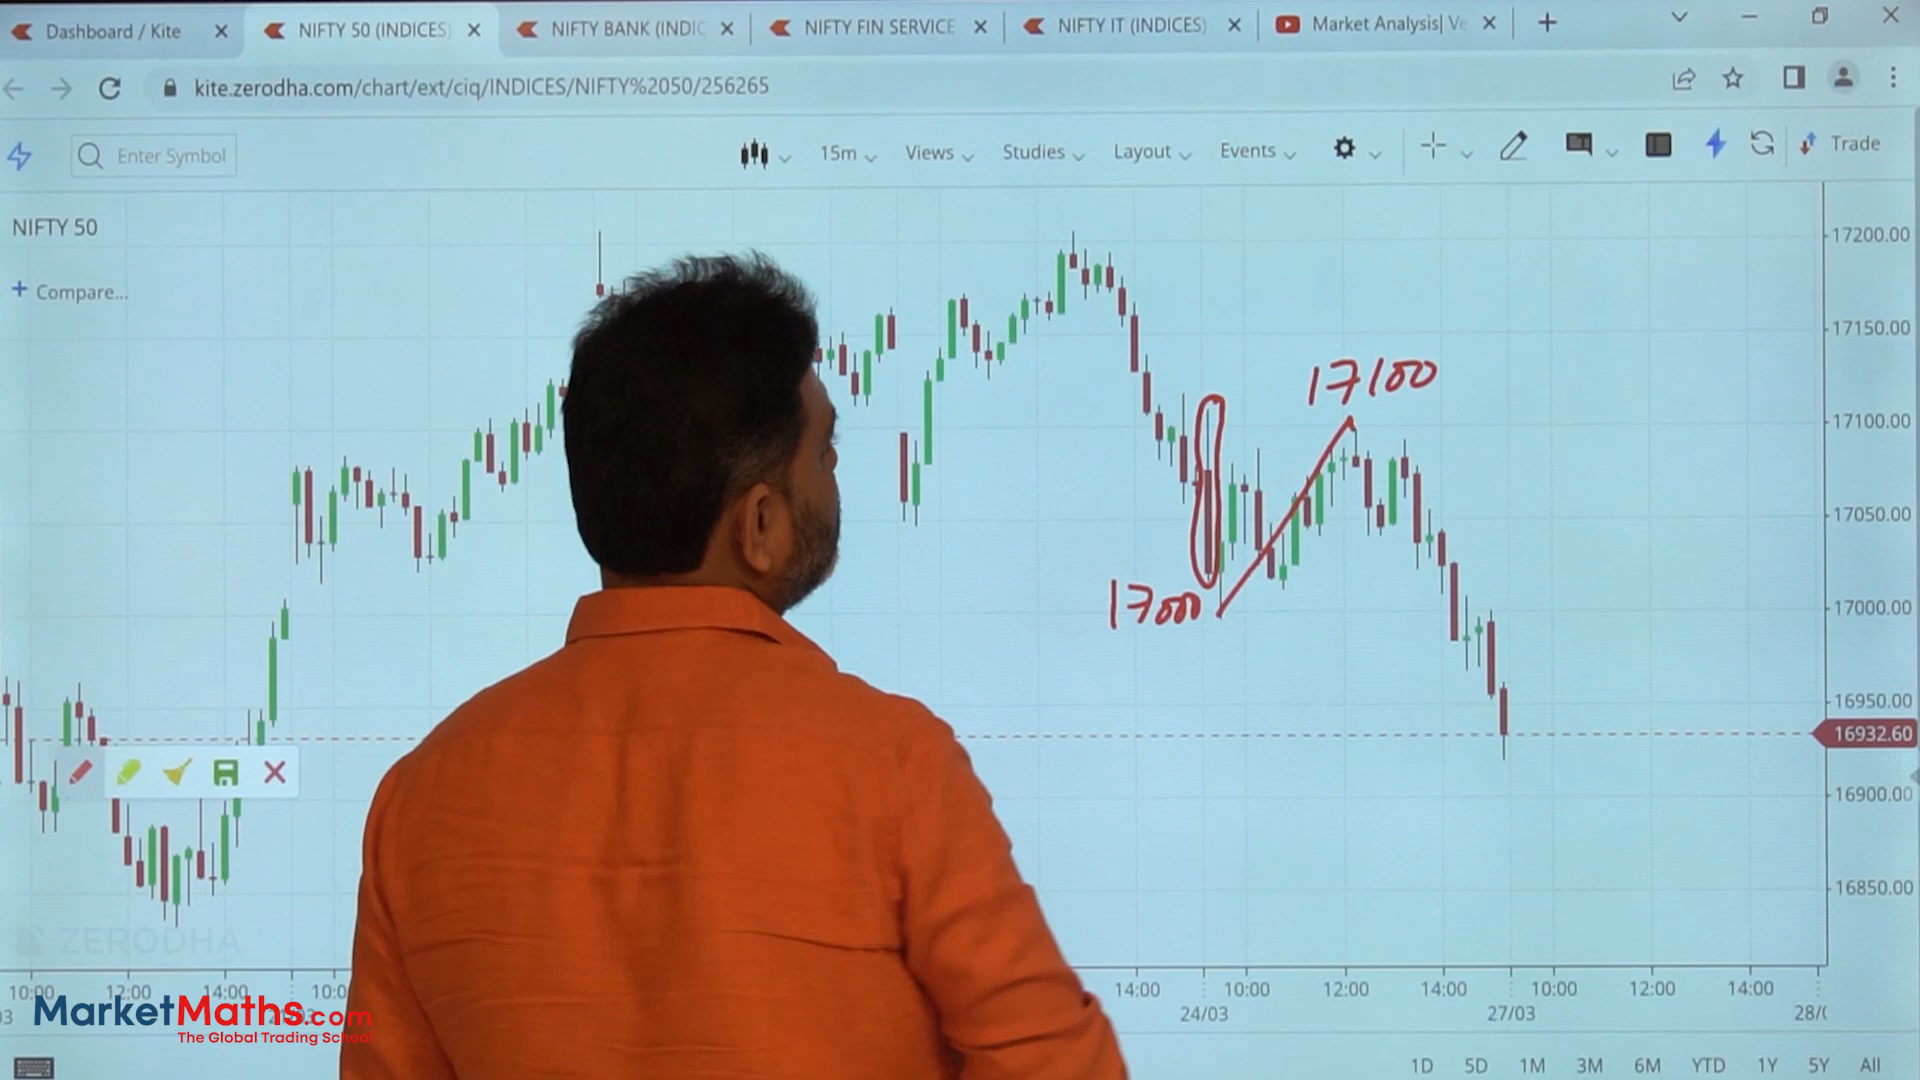 Dashboard / Kite
NIFTY 50 (INDICES)
NIFTY BANK (INDIC
NIFTY FIN SERVICE
NIFTY IT (INDICES)
Market Analysis| Ve
kite.zerodha.com/chart/ext/ciq/INDICES/NIFTY%2050/256265
Enter Symbol
15m
Views
Studies
Layout
Events
Trade
NIFTY 50
+ Compare...
17200.00
17150.00
17100
17100.00
17050.00
17000
17000.00
16950.00
16932.60
16900.00
16850.00
ZERODHA
10:00 12:00 14:00 10:0 14:00 10:00 12:00 14:00 10:00 12:00 14:00
24/03 27/03 28/
MarketMaths.com
The Global Trading School
1D 5D 1M 3M 6M YTD 1Y 5Y All